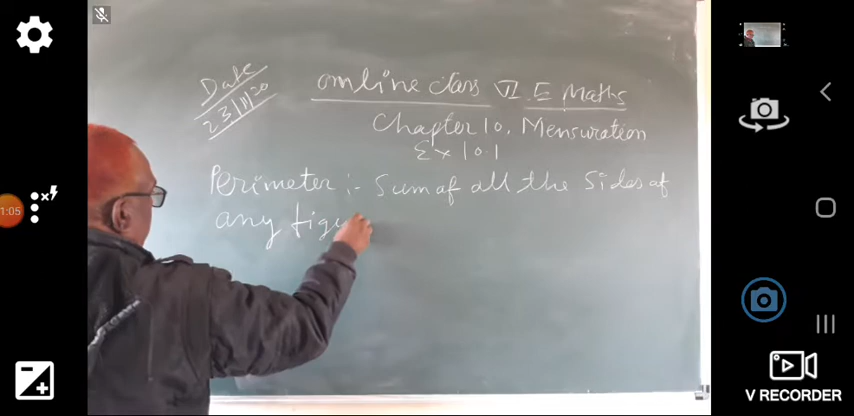 Date
23/11/20
online class VI E Maths
Chapter 10, Mensuration
Ex 10.1
Perimeter :- Sum of all the sides of
any figu
1:05
V RECORDER